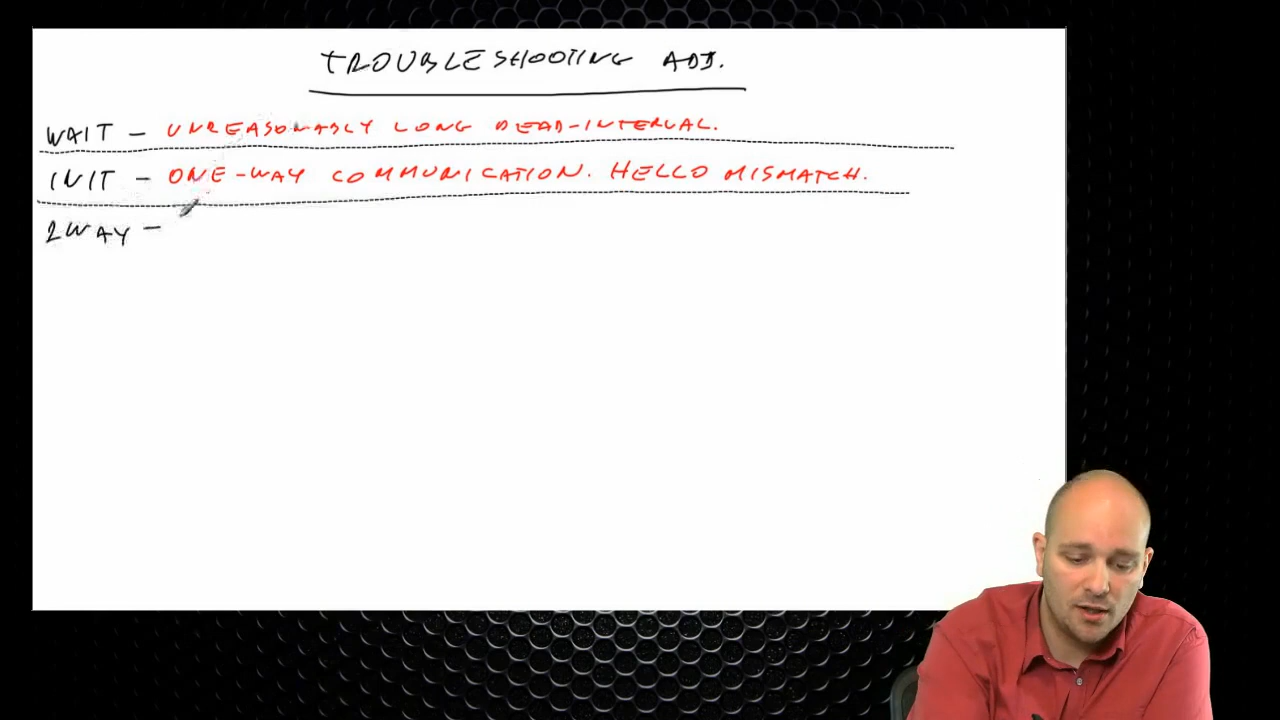 TROUBLESHOOTING ADJ.
WAIT - UNREASONABLY LONG DEAD-INTERVAL.
INIT - ONE-WAY COMMUNICATION. HELLO MISMATCH.
2WAY -